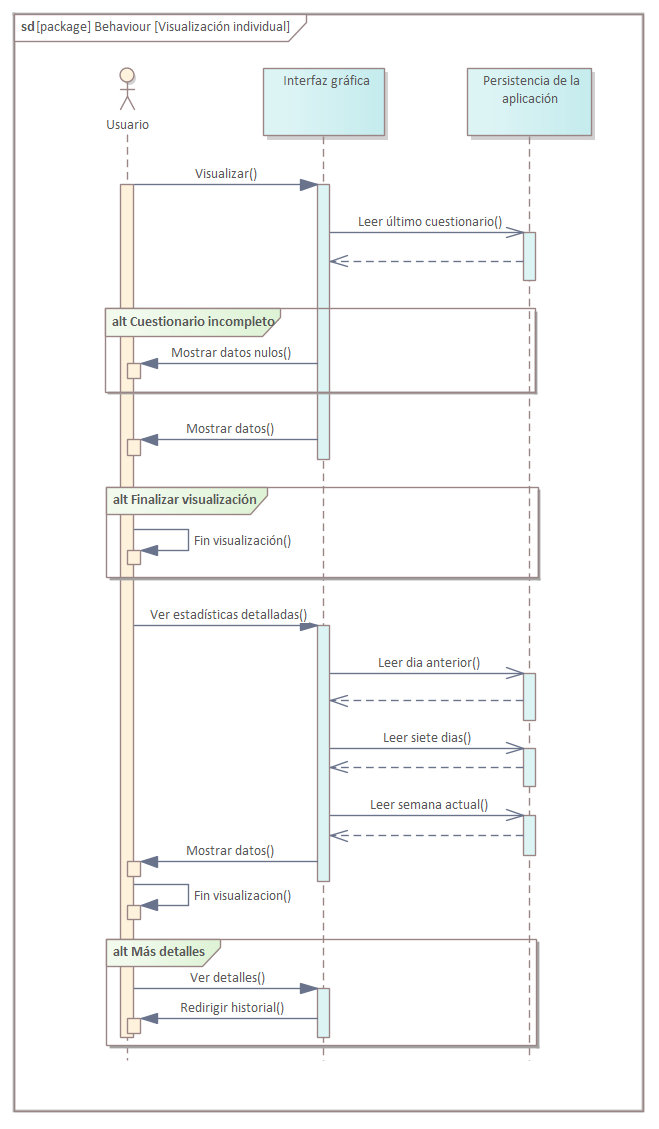 sd [package] Behaviour [Visualización individual]
Usuario
Interfaz gráfica
Persistencia de la
aplicación
Visualizar()
Leer último cuestionario()
alt Cuestionario incompleto
Mostrar datos nulos()
Mostrar datos()
alt Finalizar visualización
Fin visualización()
Ver estadísticas detalladas()
Leer dia anterior()
Leer siete dias()
Leer semana actual()
Mostrar datos()
Fin visualizacion()
alt Más detalles
Ver detalles()
Redirigir historial()